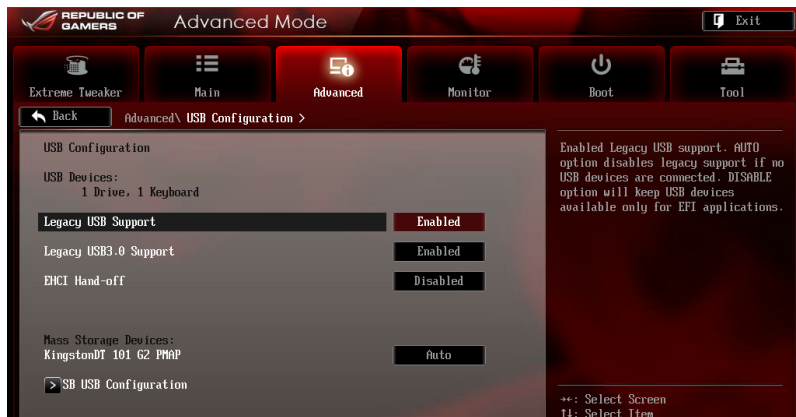 REPUBLIC OF
GAMERS
Advanced Mode
Exit
Extreme Tweaker
Main
Advanced
Monitor
Boot
Tool
Back
Advanced\ USB Configuration >
USB Configuration
USB Devices:
1 Drive, 1 Keyboard
Legacy USB Support Enabled
Legacy USB3.0 Support Enabled
EHCI Hand-off Disabled
Mass Storage Devices:
KingstonDT 101 G2 PMAP Auto
> SB USB Configuration
Enabled Legacy USB support. AUTO
option disables legacy support if no
USB devices are connected. DISABLE
option will keep USB devices
available only for EFI applications.
→←: Select Screen
↑↓: Select Item